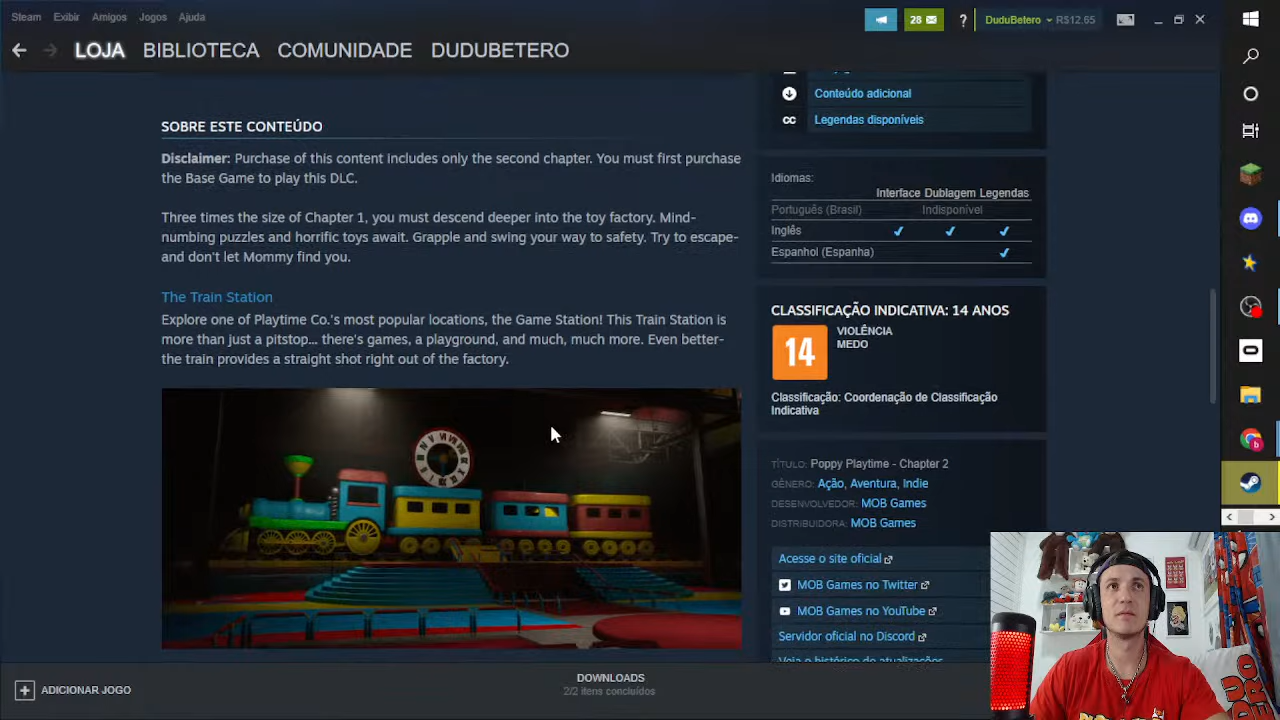 Steam Exibir Amigos Jogos Ajuda
28 ? DuduBetero R$12,65
LOJA BIBLIOTECA COMUNIDADE DUDUBETERO
Conteúdo adicional
CC Legendas disponíveis
SOBRE ESTE CONTEÚDO
Disclaimer: Purchase of this content includes only the second chapter. You must first purchase
the Base Game to play this DLC.
Three times the size of Chapter 1, you must descend deeper into the toy factory. Mind-
numbing puzzles and horrific toys await. Grapple and swing your way to safety. Try to escape-
and don't let Mommy find you.
The Train Station
Explore one of Playtime Co.'s most popular locations, the Game Station! This Train Station is
more than just a pitstop... there's games, a playground, and much, much more. Even better-
the train provides a straight shot right out of the factory.
Idiomas:
Interface Dublagem Legendas
Português (Brasil) Indisponível
Inglês ✔ ✔ ✔
Espanhol (Espanha) ✔
CLASSIFICAÇÃO INDICATIVA: 14 ANOS
14
VIOLÊNCIA
MEDO
Classificação: Coordenação de Classificação
Indicativa
TÍTULO: Poppy Playtime - Chapter 2
GÊNERO: Ação, Aventura, Indie
DESENVOLVEDOR: MOB Games
DISTRIBUIDORA: MOB Games
Acesse o site oficial
MOB Games no Twitter
MOB Games no YouTube
Servidor oficial no Discord
Veja o histórico de atualizações
ADICIONAR JOGO
DOWNLOADS
2/2 itens concluídos
DU
ERO